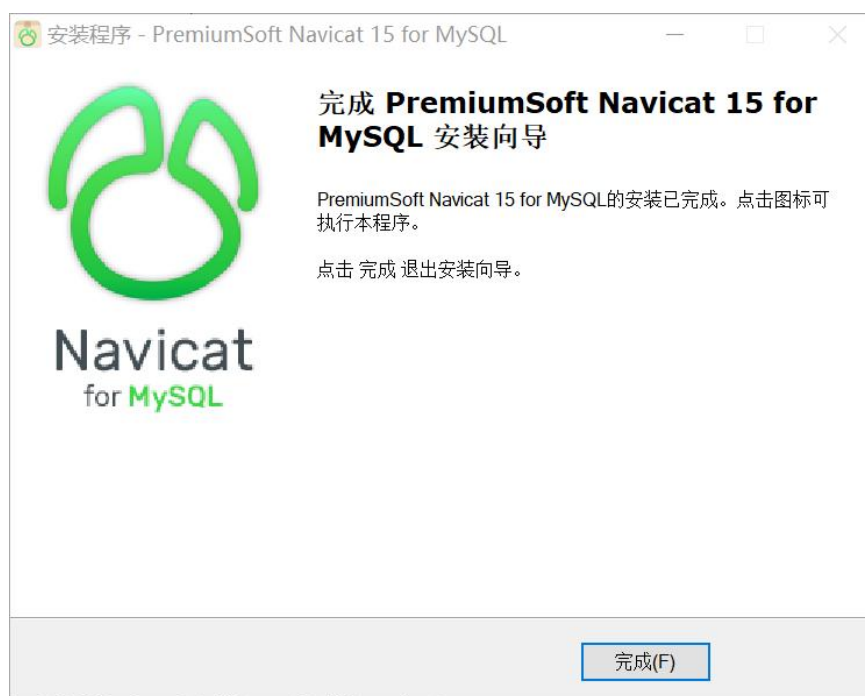 安装程序 - PremiumSoft Navicat 15 for MySQL
完成 PremiumSoft Navicat 15 for
MySQL 安装向导
PremiumSoft Navicat 15 for MySQL的安装已完成。点击图标可
执行本程序。
点击 完成 退出安装向导。
Navicat
for MySQL
完成(F)